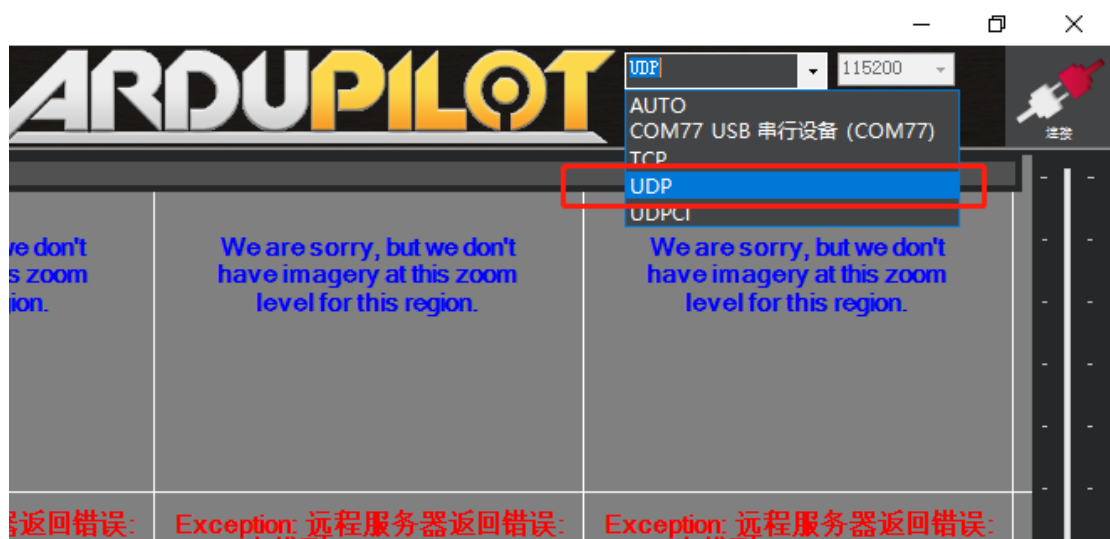 ARDUPILOT
UDP
115200
连接
AUTO
COM77 USB 串行设备 (COM77)
TCP
UDP
UDPCl
ve don't
s zoom
ion.
We are sorry, but we don't
have imagery at this zoom
level for this region.
We are sorry, but we don't
have imagery at this zoom
level for this region.
器返回错误:
Exception: 远程服务器返回错误:
Exception: 远程服务器返回错误: